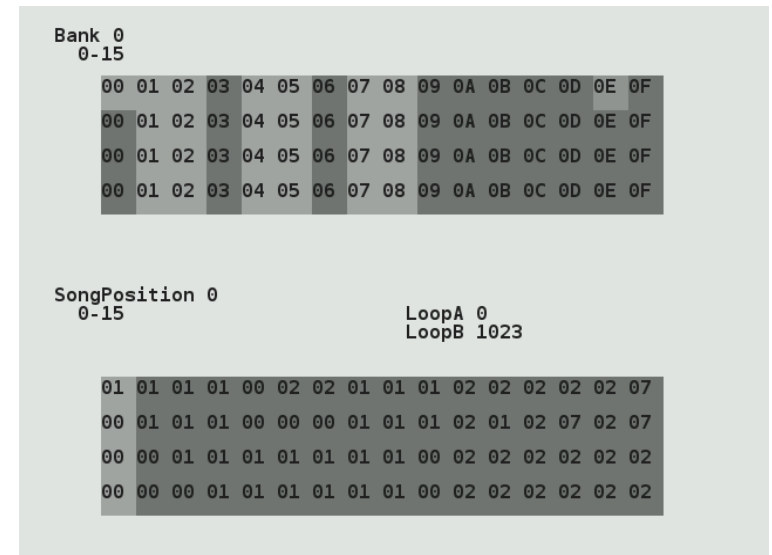 Bank 0
0-15
00 01 02 03 04 05 06 07 08 09 0A 0B 0C 0D 0E 0F
00 01 02 03 04 05 06 07 08 09 0A 0B 0C 0D 0E 0F
00 01 02 03 04 05 06 07 08 09 0A 0B 0C 0D 0E 0F
00 01 02 03 04 05 06 07 08 09 0A 0B 0C 0D 0E 0F
SongPosition 0
0-15 LoopA 0
LoopB 1023
01 01 01 01 00 02 02 01 01 01 02 02 02 02 02 07
00 01 01 01 00 00 00 01 01 01 02 01 02 07 02 07
00 00 01 01 01 01 01 01 01 00 02 02 02 02 02 02
00 00 00 01 01 01 01 01 01 00 02 02 02 02 02 02